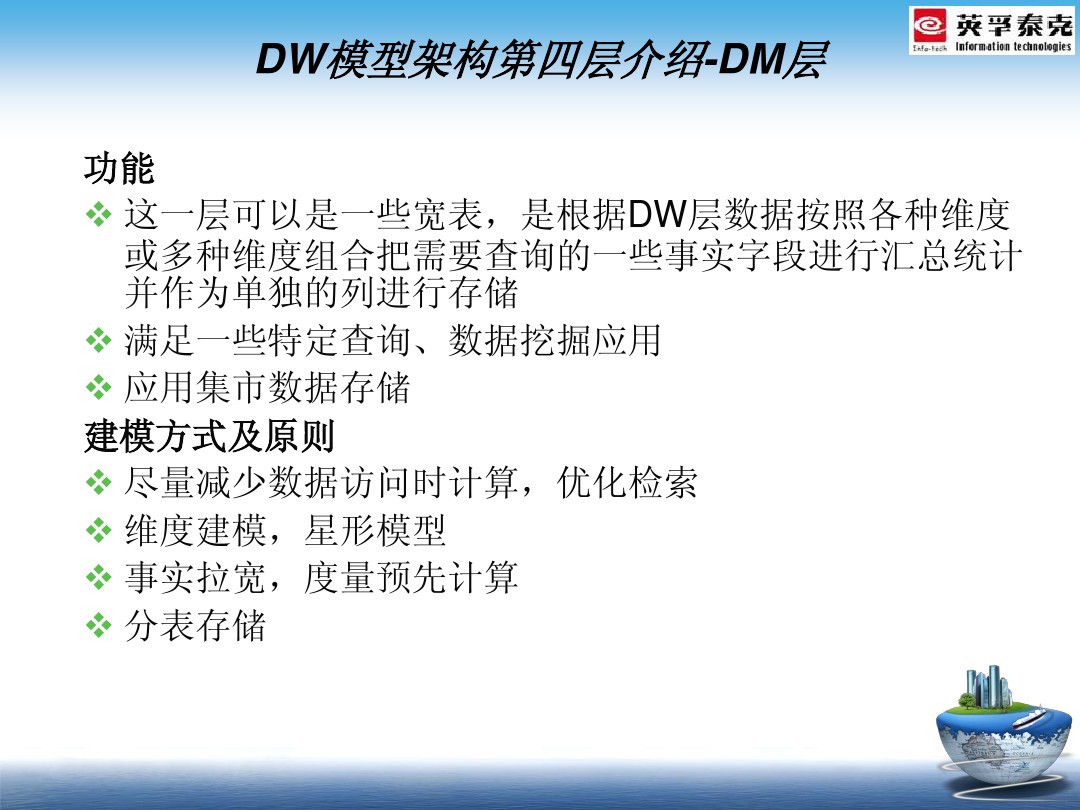 英孚泰克
Info-tech Information technologies
DW模型架构第四层介绍-DM层
功能
这一层可以是一些宽表，是根据DW层数据按照各种维度
或多种维度组合把需要查询的一些事实字段进行汇总统计
并作为单独的列进行存储
满足一些特定查询、数据挖掘应用
应用集市数据存储
建模方式及原则
尽量减少数据访问时计算，优化检索
维度建模，星形模型
事实拉宽，度量预先计算
分表存储